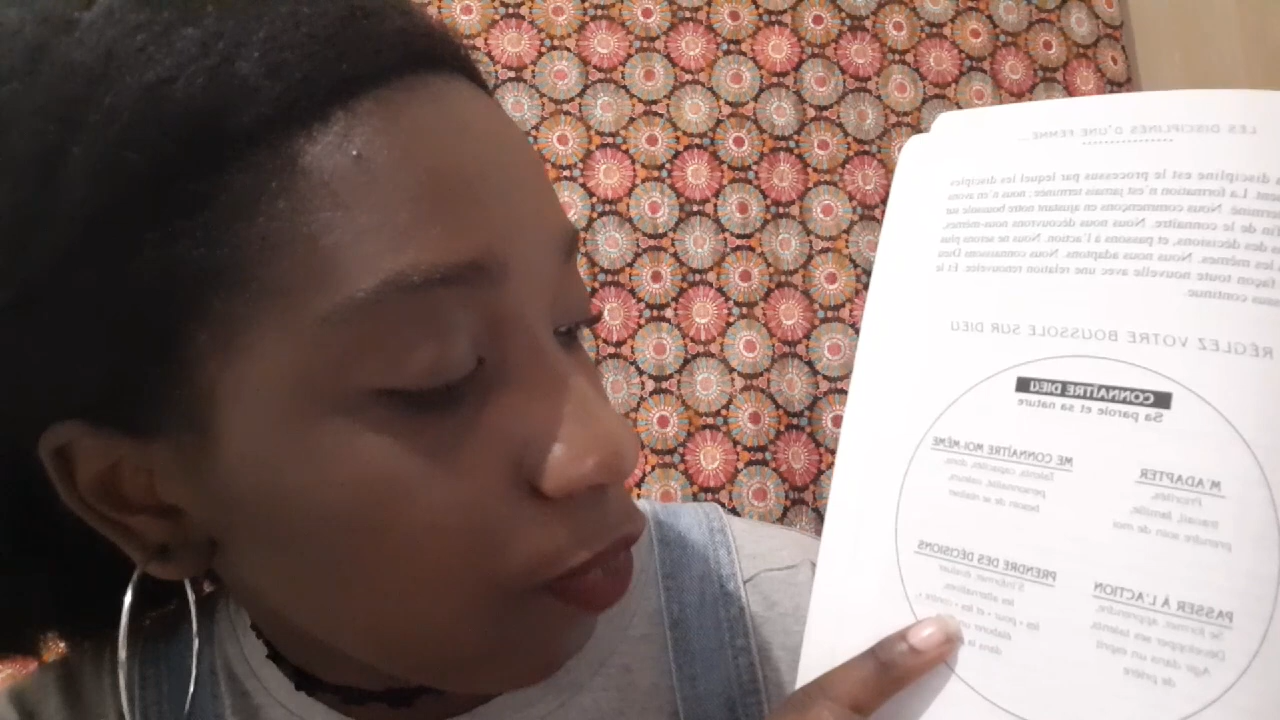 LES DISCIPLINES D'UNE FEMME ...
discipline est le processus par lequel les disciples
La formation n'est jamais terminée ; nous n'en avons
terminé. Nous commençons en ajustant notre boussole sur
de le connaître. Nous nous découvrons nous-mêmes,
des décisions, et passons à l'action. Nous ne serons plus
les mêmes. Nous nous adaptons. Nous connaissons Dieu
façon toute nouvelle avec une relation renouvelée. Et le
continue.
RÉGLEZ VOTRE BOUSSOLE SUR DIEU
CONNAÎTRE DIEU
Sa parole et sa nature
M'ADAPTER
Priorités,
travail, famille,
prendre soin de moi
ME CONNAÎTRE MOI-MÊME
Talents, capacités, dons,
personnalité, valeurs,
besoin de se réaliser
PASSER À L'ACTION
Se former, apprendre,
Développer ses talents,
Agir dans un esprit
de prière
PRENDRE DES DÉCISIONS
S'informer, évaluer
les alternatives,
les « pour » et les « contre »,
élaborer un
dans la